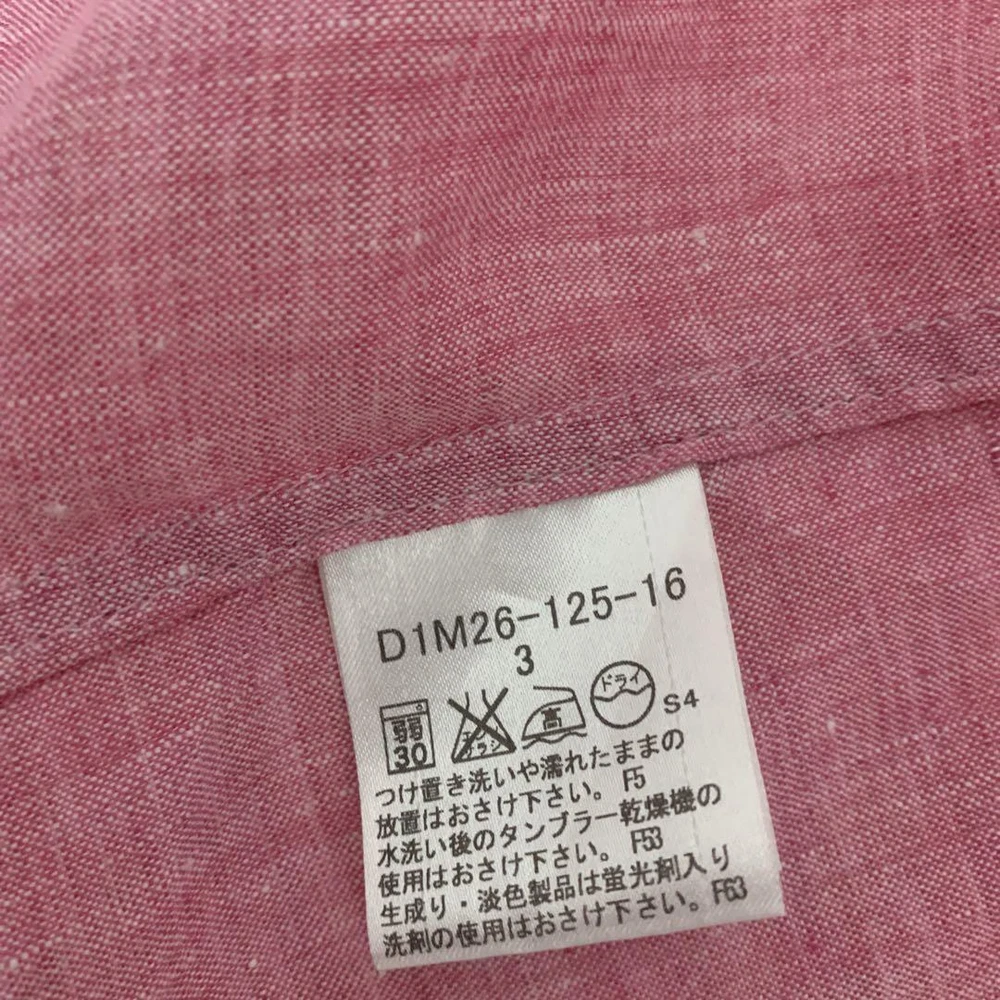 D1M26-125-16
3
弱 30 エンソ サラシ 高 ドライ S4
つけ置き洗いや濡れたままの
放置はおさけ下さい。 F5
水洗い後のタンブラー乾燥機の
使用はおさけ下さい。 F53
生成り・淡色製品は蛍光剤入り
洗剤の使用はおさけ下さい。F63